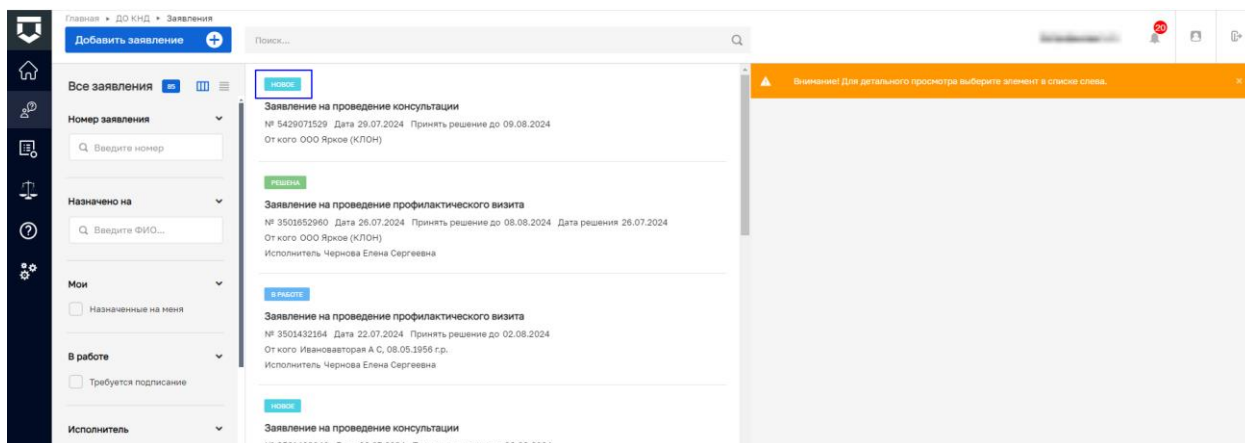 Главная ▸ ДО КНД ▸ Заявления
Добавить заявление
Поиск...
20
Все заявления 85
Номер заявления
Введите номер
Назначено на
Введите ФИО...
Мои
Назначенные на меня
В работе
Требуется подписание
Исполнитель
НОВОЕ
Заявление на проведение консультации
№ 5429071529 Дата 29.07.2024 Принять решение до 09.08.2024
От кого ООО Яркое (КЛОН)
РЕШЕНА
Заявление на проведение профилактического визита
№ 3501652960 Дата 26.07.2024 Принять решение до 08.08.2024 Дата решения 26.07.2024
От кого ООО Яркое (КЛОН)
Исполнитель Чернова Елена Сергеевна
В РАБОТЕ
Заявление на проведение профилактического визита
№ 3501432164 Дата 22.07.2024 Принять решение до 02.08.2024
От кого Ивановавторая А С, 08.05.1956 г.р.
Исполнитель Чернова Елена Сергеевна
НОВОЕ
Заявление на проведение консультации
Внимание! Для детального просмотра выберите элемент в списке слева.